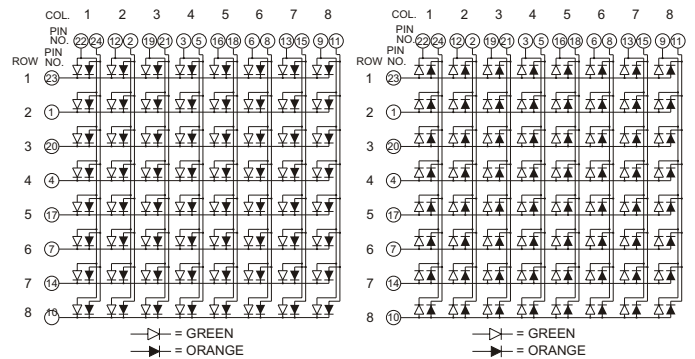 COL. 1 2 3 4 5 6 7 8
PIN NO. 22 24 12 2 19 21 3 5 16 18 6 8 13 15 9 11
PIN
ROW NO.
1 23
2 1
3 20
4 4
5 17
6 7
7 14
8 10
= GREEN
= ORANGE
COL. 1 2 3 4 5 6 7 8
PIN NO. 22 24 12 2 19 21 3 5 16 18 6 8 13 15 9 11
PIN
ROW NO.
1 23
2 1
3 20
4 4
5 17
6 7
7 14
8 10
= GREEN
= ORANGE